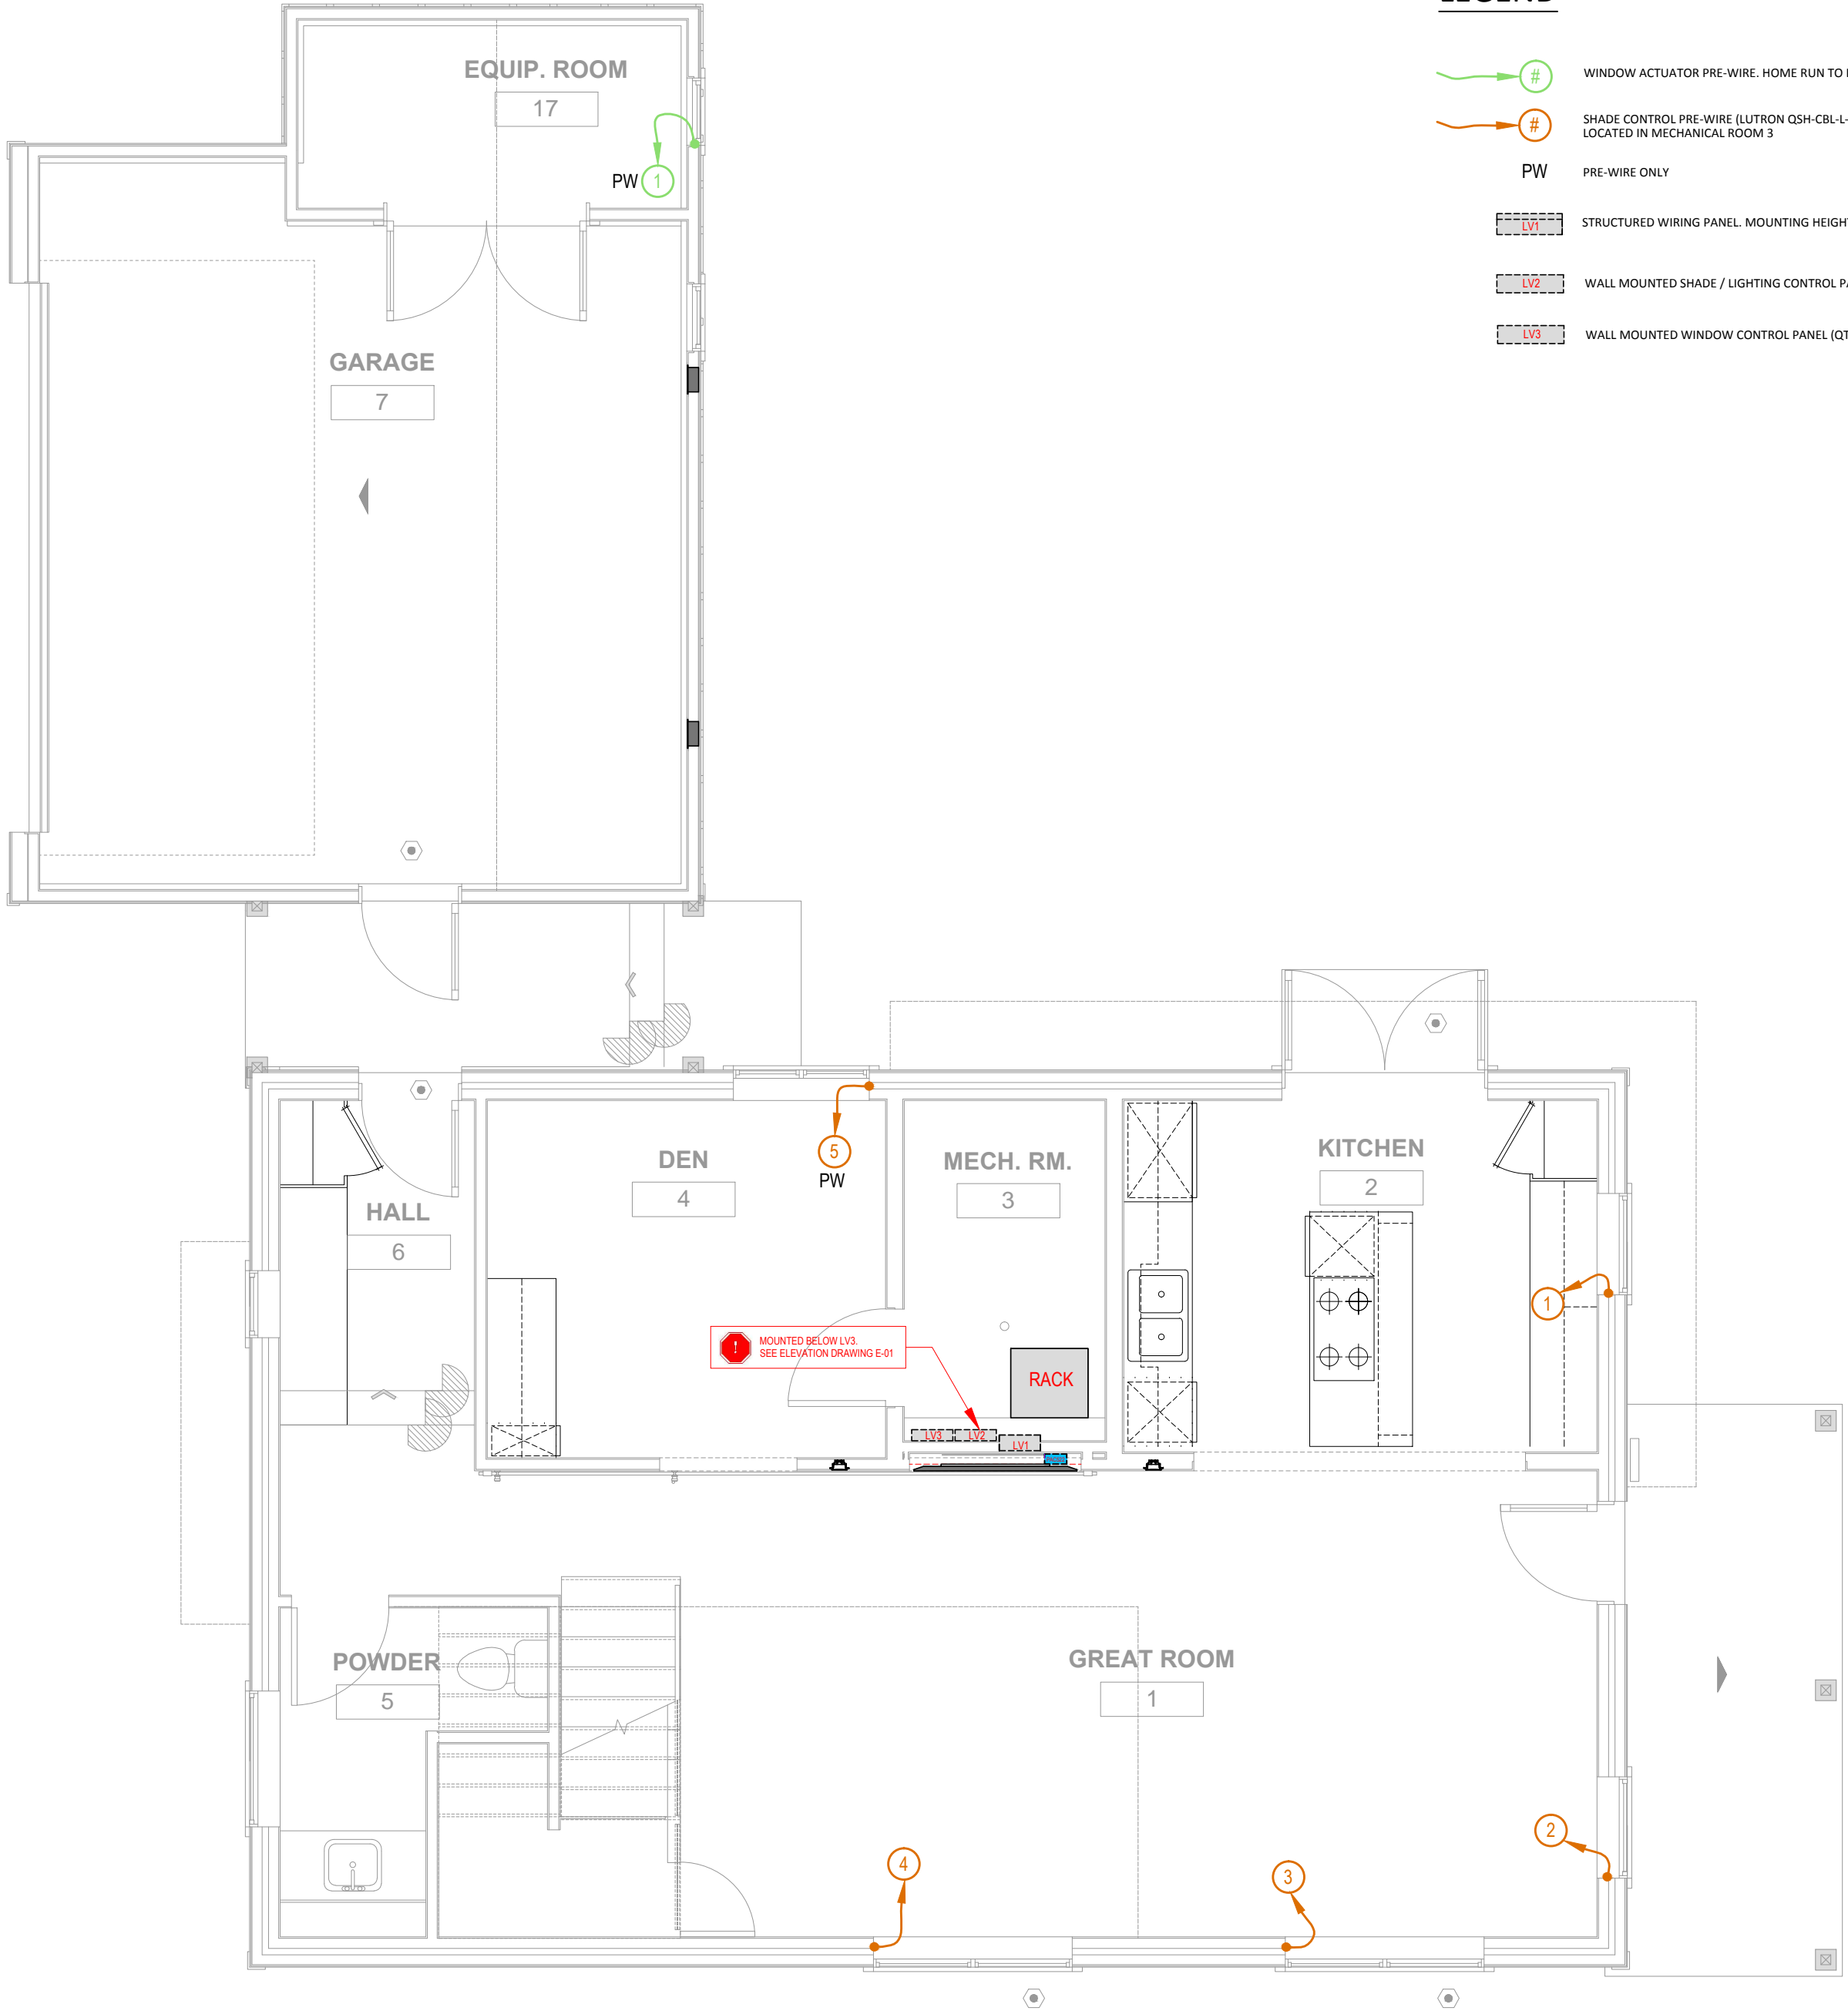 WINDOW ACTUATOR PRE-WIRE. HOME RUN TO
#
SHADE CONTROL PRE-WIRE (LUTRON QSH-CBL-L-
LOCATED IN MECHANICAL ROOM 3
#
PW
PRE-WIRE ONLY
LV1
STRUCTURED WIRING PANEL. MOUNTING HEIGHT
LV2
WALL MOUNTED SHADE / LIGHTING CONTROL
LV3
WALL MOUNTED WINDOW CONTROL PANEL
EQUIP. ROOM
17
PW
1
GARAGE
7
5
PW
DEN
4
MECH. RM.
3
KITCHEN
2
HALL
6
1
!
MOUNTED BELOW LV3.
SEE ELEVATION DRAWING E-01
RACK
LV3
LV2
LV1
POWDER
5
GREAT ROOM
1
2
4
3